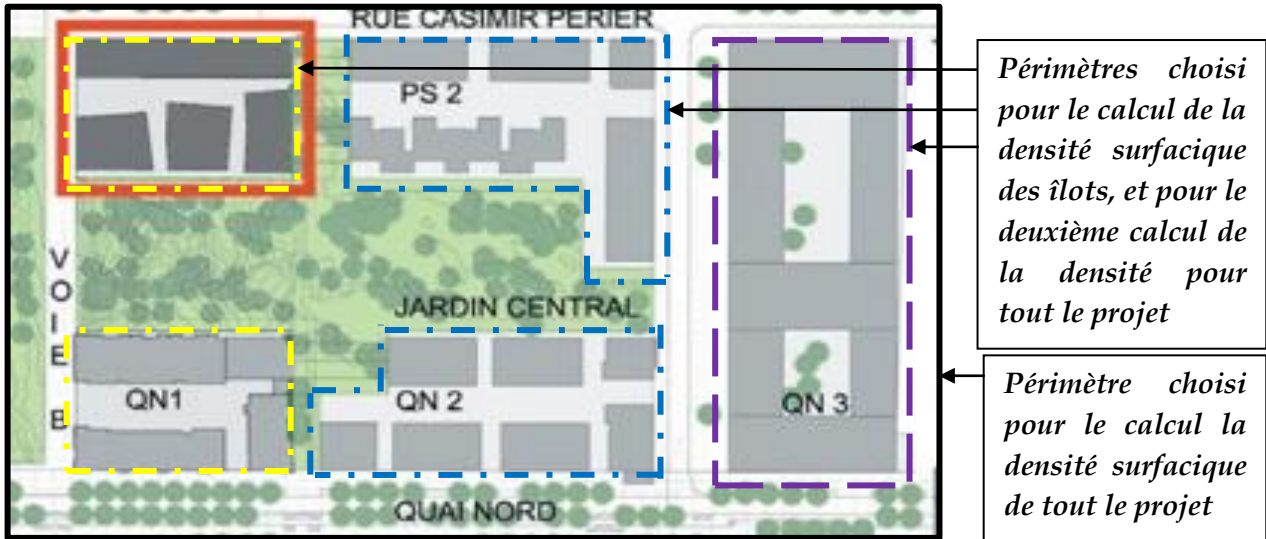 RUE CASIMIR PERIER
PS 2
VOIE B
JARDIN CENTRAL
QN1
QN 2
QN 3
QUAI NORD
Périmètres choisi
pour le calcul de la
densité surfacique
des îlots, et pour le
deuxième calcul de
la densité pour
tout le projet
Périmètre choisi
pour le calcul la
densité surfacique
de tout le projet